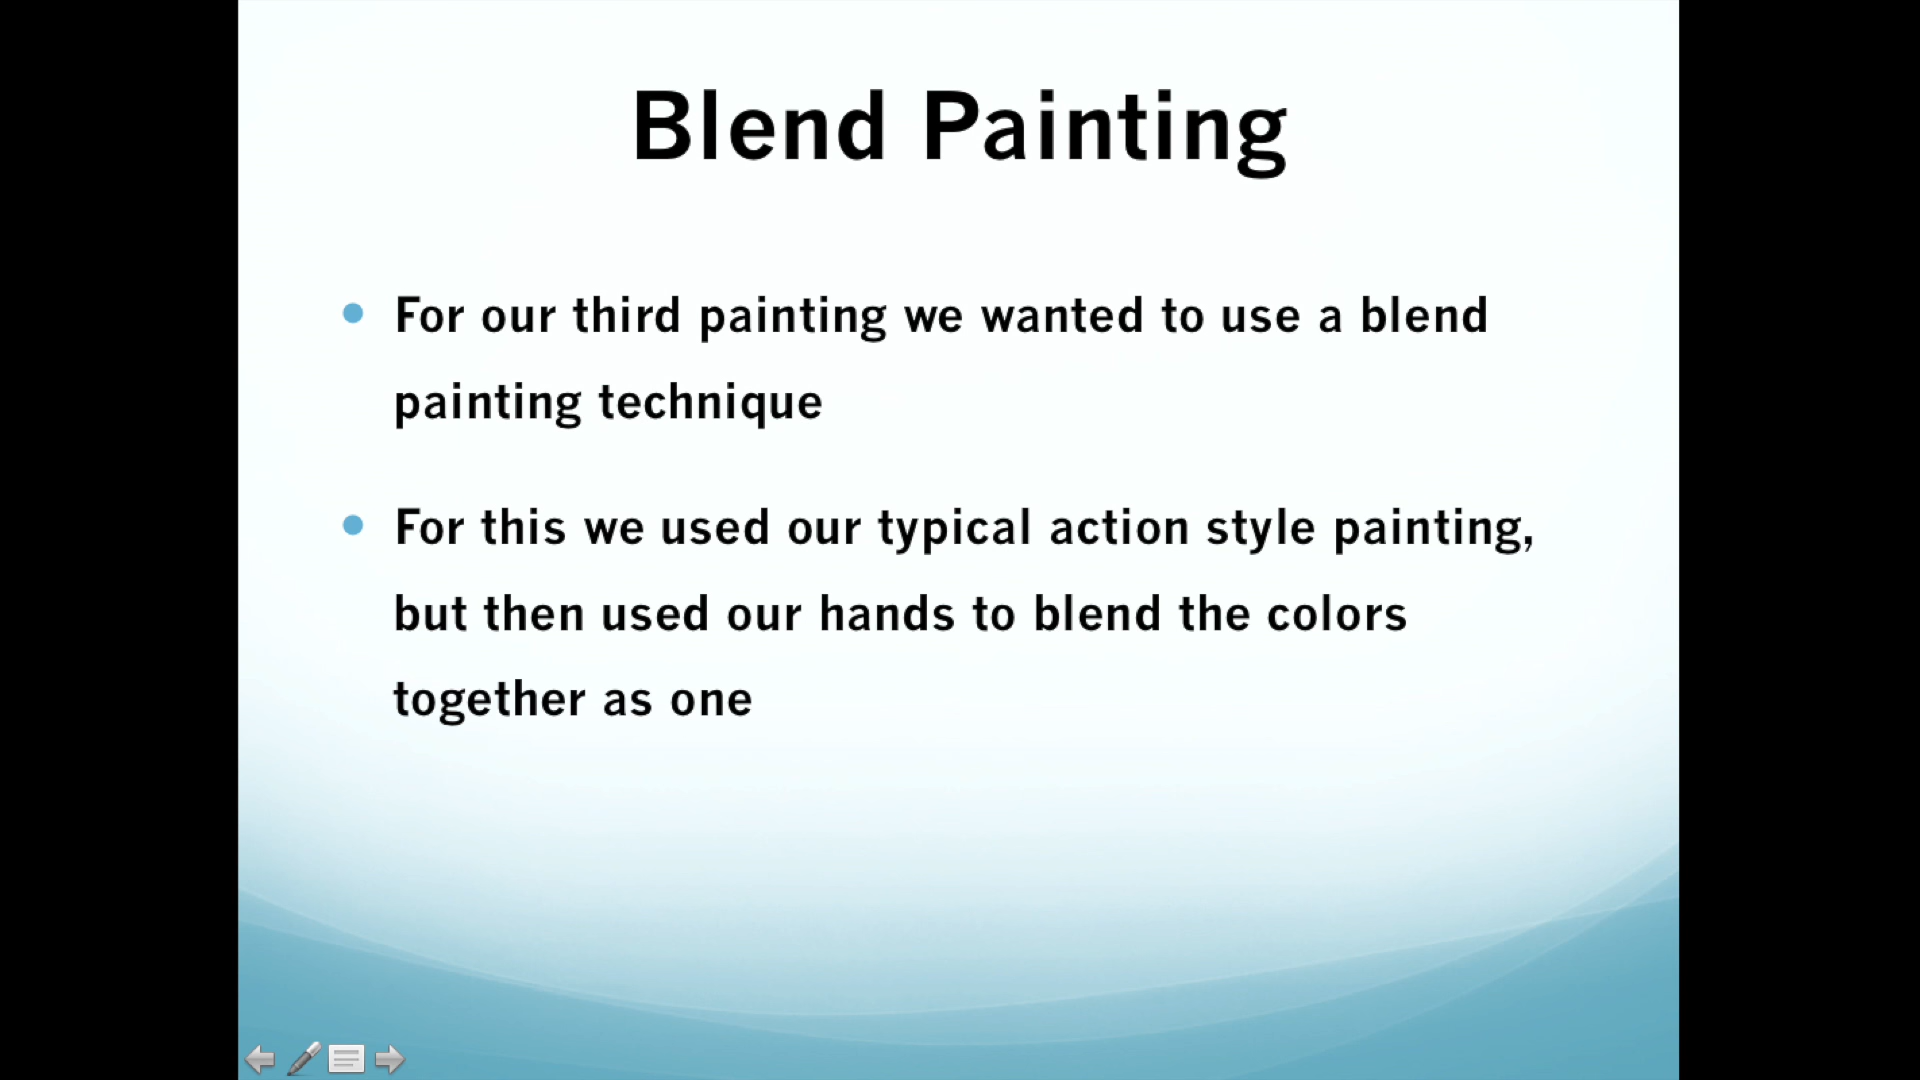 Blend Painting
For our third painting we wanted to use a blend
painting technique
For this we used our typical action style painting,
but then used our hands to blend the colors
together as one